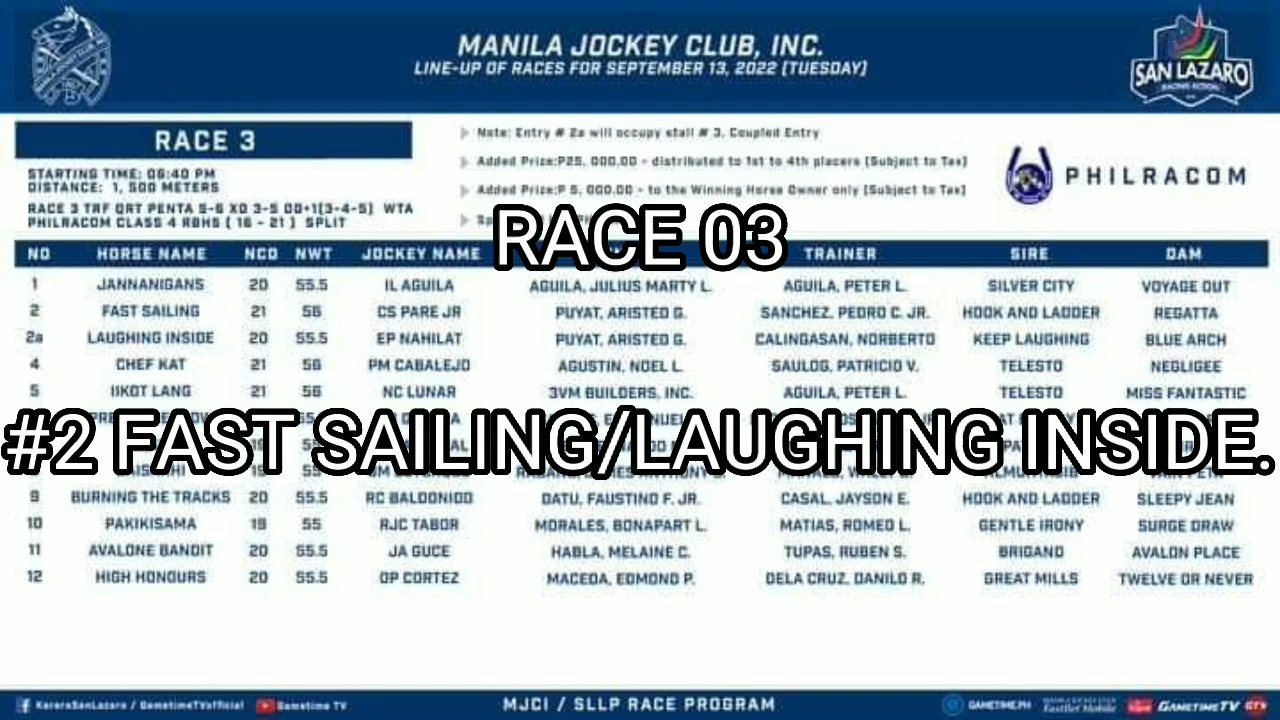 MANILA JOCKEY CLUB, INC.
LINE-UP OF RACES FOR SEPTEMBER 13, 2022 (TUESDAY)
SAN LAZARO
RACE 3
STARTING TIME: 06:40 PM
DISTANCE: 1, 500 METERS
RACE 3 TRF QRT PENTA 5-6 XD 3-5 DD+1(3-4-5) WTA
PHILRACOM CLASS 4 RBHS ( 16 - 21 ) SPLIT
Note: Entry # 2a will occupy stall # 3, Coupled Entry
Added Prize:P25, 000.00 - distributed to 1st to 4th placers (Subject to Tax)
Added Prize:P 5, 000.00 - to the Winning Horse Owner only (Subject to Tax)
PHILRACOM
RACE 03
NO HORSE NAME NCD NWT JOCKEY NAME TRAINER SIRE DAM
1 JANNANIGANS 20 55.5 IL AGUILA AGUILA, JULIUS MARTY L. AGUILA, PETER L. SILVER CITY VOYAGE OUT
2 FAST SAILING 21 56 CS PARE JR PUYAT, ARISTEO G. SANCHEZ, PEDRO C. JR. HOOK AND LADDER REGATTA
2a LAUGHING INSIDE 20 55.5 EP NAHILAT PUYAT, ARISTEO G. CALINGASAN, NORBERTO KEEP LAUGHING BLUE ARCH
4 CHEF KAT 21 56 PM CABALEJO AGUSTIN, NOEL L. SAULOG, PATRICIO V. TELESTO NEGLIGEE
5 IIKOT LANG 21 56 NC LUNAR 3VM BUILDERS, INC. AGUILA, PETER L. TELESTO MISS FANTASTIC
#2 FAST SAILING/LAUGHING INSIDE.
9 BURNING THE TRACKS 20 55.5 RC BALDONIDO DATU, FAUSTINO F. JR. CASAL, JAYSON E. HOOK AND LADDER SLEEPY JEAN
10 PAKIKISAMA 19 55 RJC TABOR MORALES, BONAPART L. MATIAS, ROMEO L. GENTLE IRONY SURGE DRAW
11 AVALONE BANDIT 20 55.5 JA GUCE HABLA, MELAINE C. TUPAS, RUBEN S. BRIGAND AVALON PLACE
12 HIGH HONOURS 20 55.5 OP CORTEZ MACEDA, EDMOND P. DELA CRUZ, DANILO R. GREAT MILLS TWELVE OR NEVER
KareraSanLazaro / GametimeTVofficial Gametime TV MJCI / SLLP RACE PROGRAM GAMETIME.PH GAMETIMETV